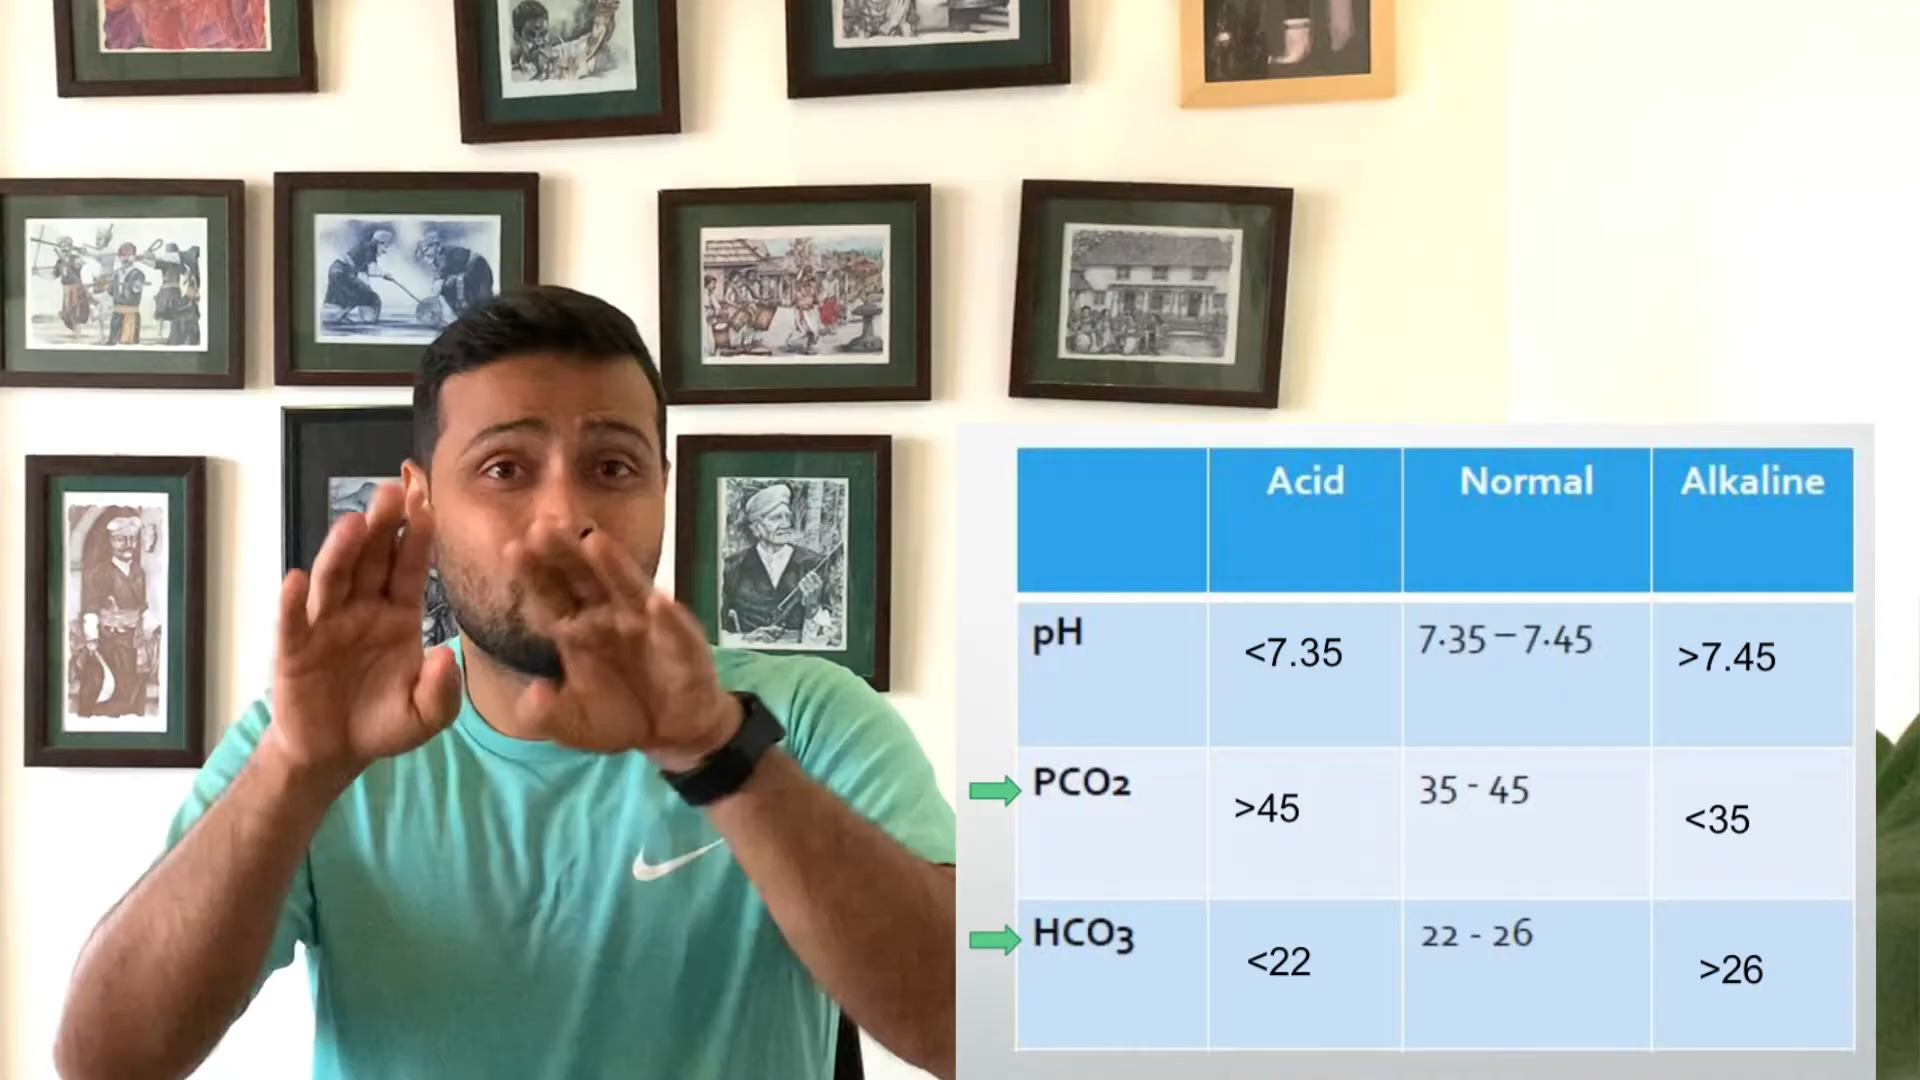 Acid Normal Alkaline
pH <7.35 7.35 – 7.45 >7.45
PCO2 >45 35 - 45 <35
HCO3 <22 22 - 26 >26